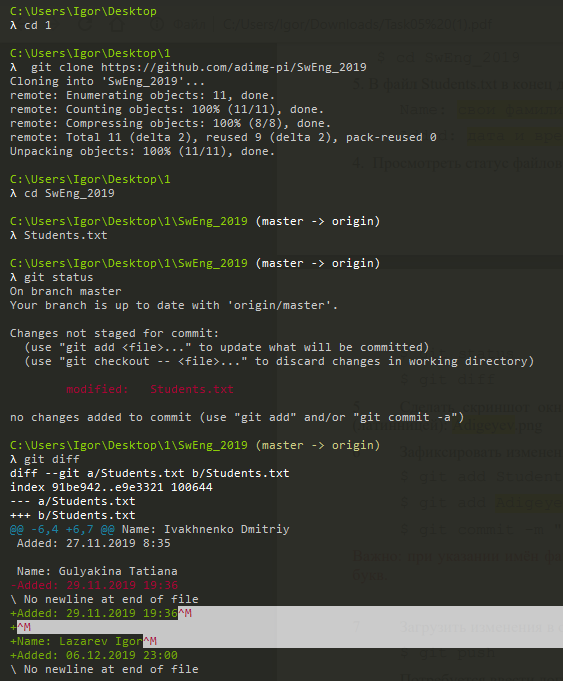 C:\Users\Igor\Desktop
λ cd 1
C:\Users\Igor\Desktop\1
λ  git clone https://github.com/adimg-pi/SwEng_2019
Cloning into 'SwEng_2019'...
remote: Enumerating objects: 11, done.
remote: Counting objects: 100% (11/11), done.
remote: Compressing objects: 100% (8/8), done.
remote: Total 11 (delta 2), reused 9 (delta 2), pack-reused 0
Unpacking objects: 100% (11/11), done.
C:\Users\Igor\Desktop\1
λ cd SwEng_2019
C:\Users\Igor\Desktop\1\SwEng_2019 (master -> origin)
λ Students.txt
C:\Users\Igor\Desktop\1\SwEng_2019 (master -> origin)
λ git status
On branch master
Your branch is up to date with 'origin/master'.
Changes not staged for commit:
  (use "git add <file>..." to update what will be committed)
  (use "git checkout -- <file>..." to discard changes in working directory)
        modified:   Students.txt
no changes added to commit (use "git add" and/or "git commit -a")
C:\Users\Igor\Desktop\1\SwEng_2019 (master -> origin)
λ git diff
diff --git a/Students.txt b/Students.txt
index 91be942..e9e3321 100644
--- a/Students.txt
+++ b/Students.txt
@@ -6,4 +6,7 @@ Name: Ivakhnenko Dmitriy
 Added: 27.11.2019 8:35
 Name: Gulyakina Tatiana
-Added: 29.11.2019 19:36
\ No newline at end of file
+Added: 29.11.2019 19:36^M
+^M
+Name: Lazarev Igor^M
+Added: 06.12.2019 23:00
\ No newline at end of file